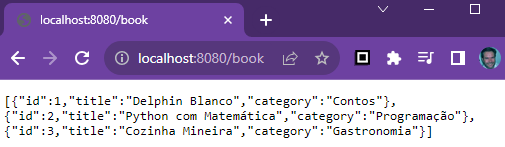 localhost:8080/book
localhost:8080/book
[{"id":1,"title":"Delphin Blanco","category":"Contos"},
{"id":2,"title":"Python com Matemática","category":"Programação"},
{"id":3,"title":"Cozinha Mineira","category":"Gastronomia"}]